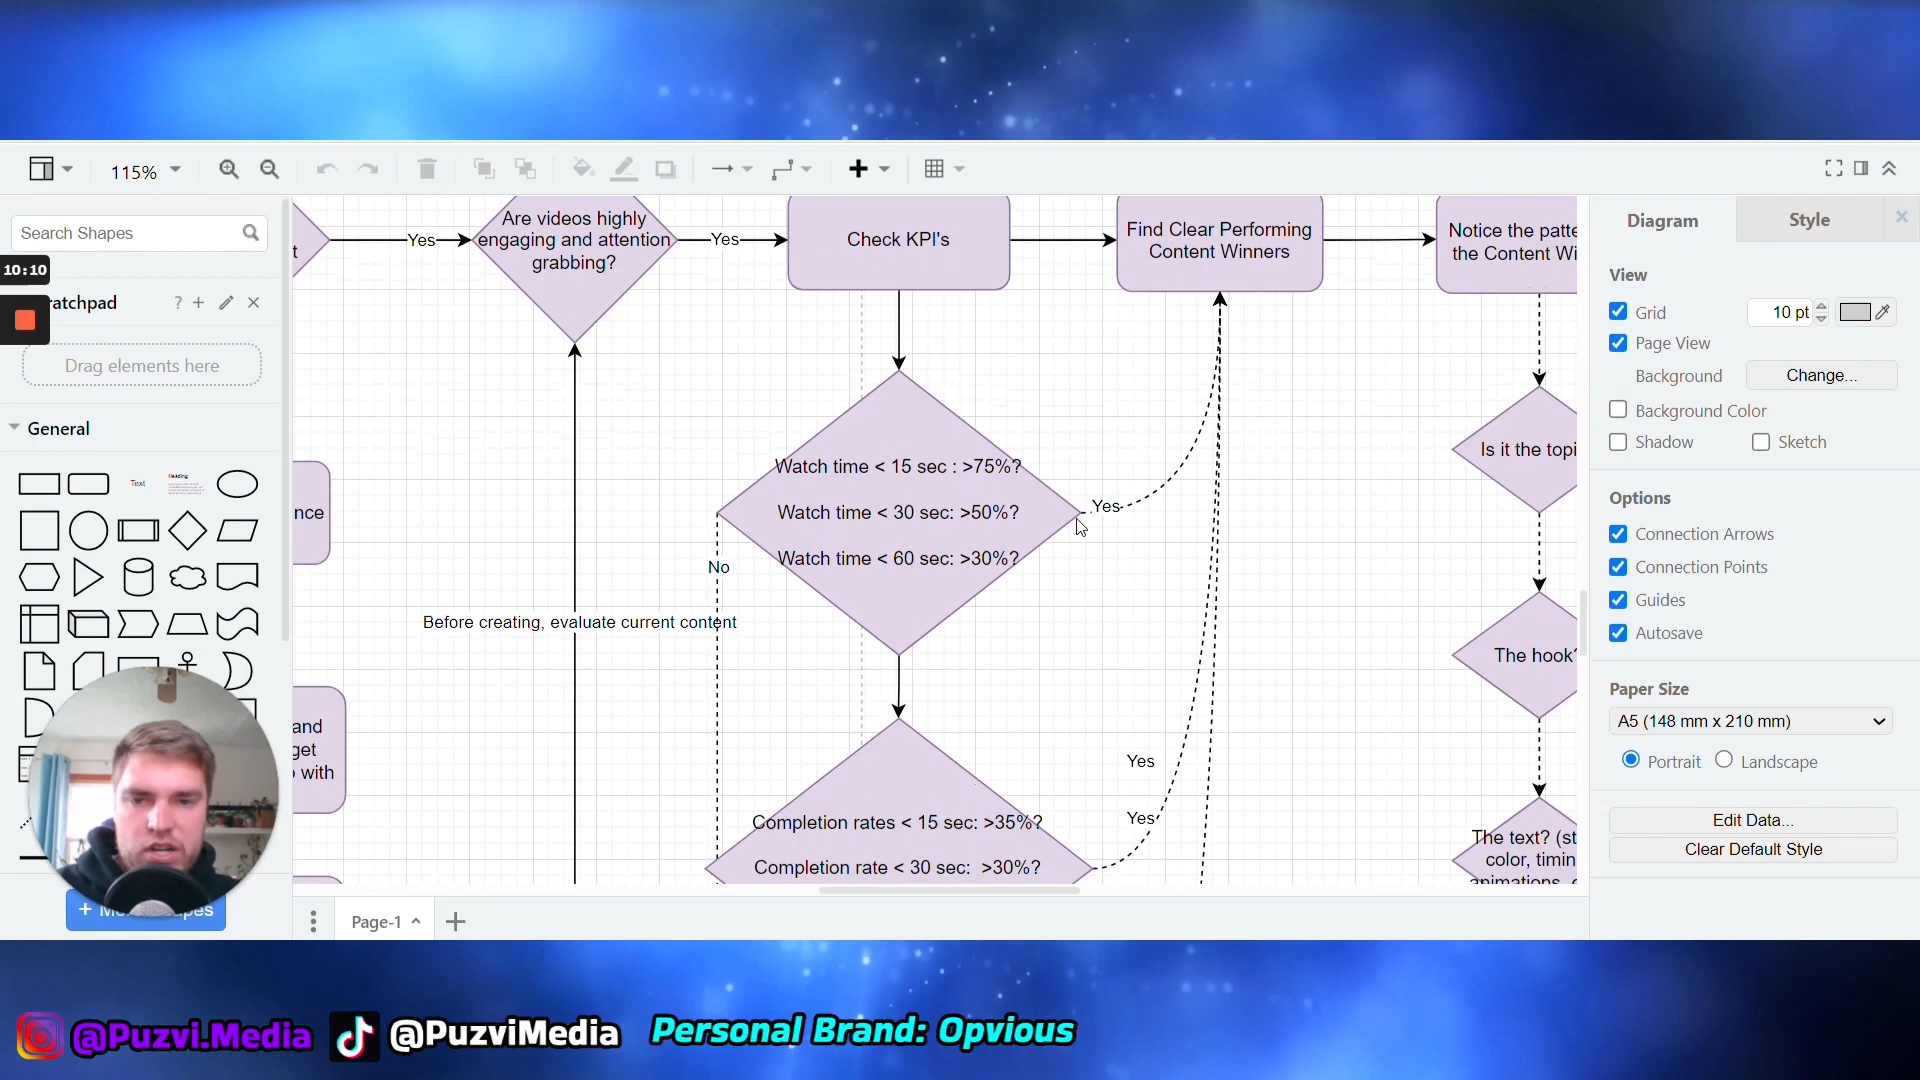 115%
Search Shapes
10:10
ratchpad
?
Drag elements here
General
Text
Heading
Page-1
t
Yes
Are videos highly
engaging and attention
grabbing?
Yes
Check KPI's
Find Clear Performing
Content Winners
Notice the patte
the Content Wi
nce
Watch time < 15 sec : >75%?
Watch time < 30 sec: >50%?
Watch time < 60 sec: >30%?
Yes
No
Before creating, evaluate current content
and
get
with
Yes
Yes
Completion rates < 15 sec: >35%?
Completion rate < 30 sec: >30%?
Is it the topi
The hook?
The text? (st
color, timin
animations,
Diagram
Style
View
Grid
10 pt
Page View
Background
Change...
Background Color
Shadow
Sketch
Options
Connection Arrows
Connection Points
Guides
Autosave
Paper Size
A5 (148 mm x 210 mm)
Portrait
Landscape
Edit Data...
Clear Default Style
@Puzvi.Media
@PuzviMedia
Personal Brand: Opvious